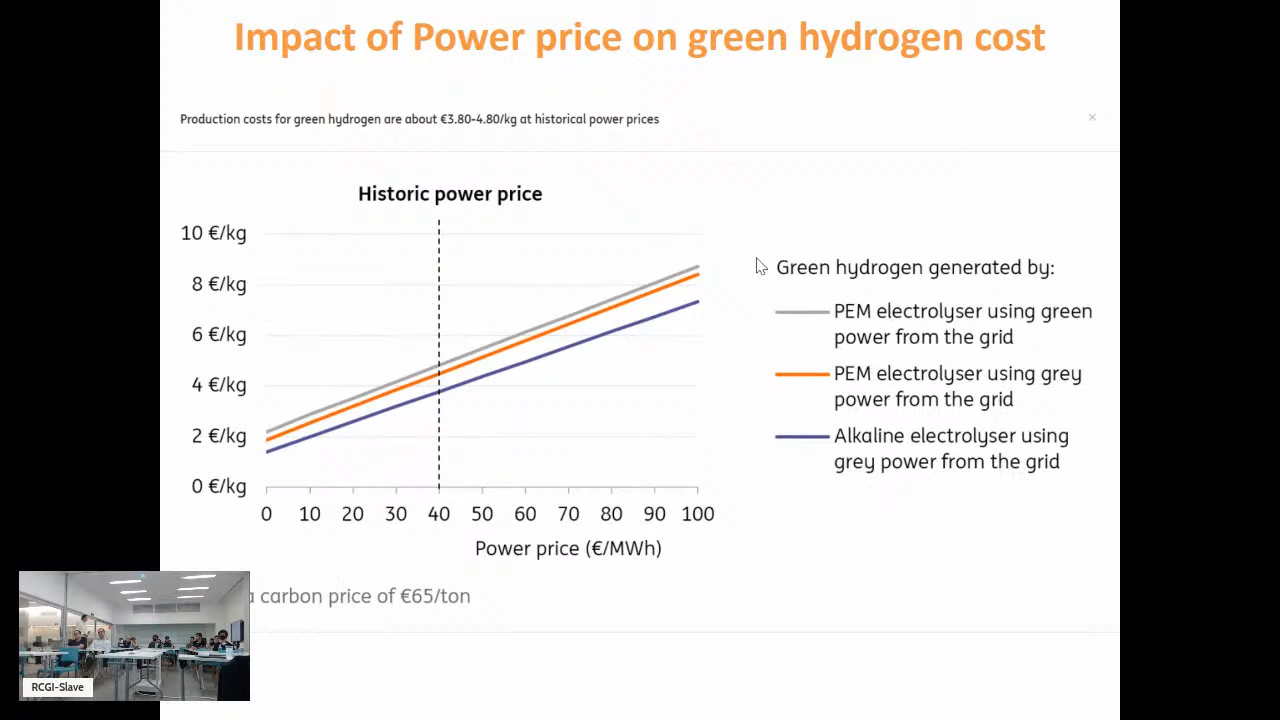 Impact of Power price on green hydrogen cost
Production costs for green hydrogen are about €3.80-4.80/kg at historical power prices
×
Historic power price
10 €/kg
8 €/kg
6 €/kg
4 €/kg
2 €/kg
0 €/kg
0 10 20 30 40 50 60 70 80 90 100
Power price (€/MWh)
Green hydrogen generated by:
PEM electrolyser using green
power from the grid
PEM electrolyser using grey
power from the grid
Alkaline electrolyser using
grey power from the grid
a carbon price of €65/ton
RCGI-Slave